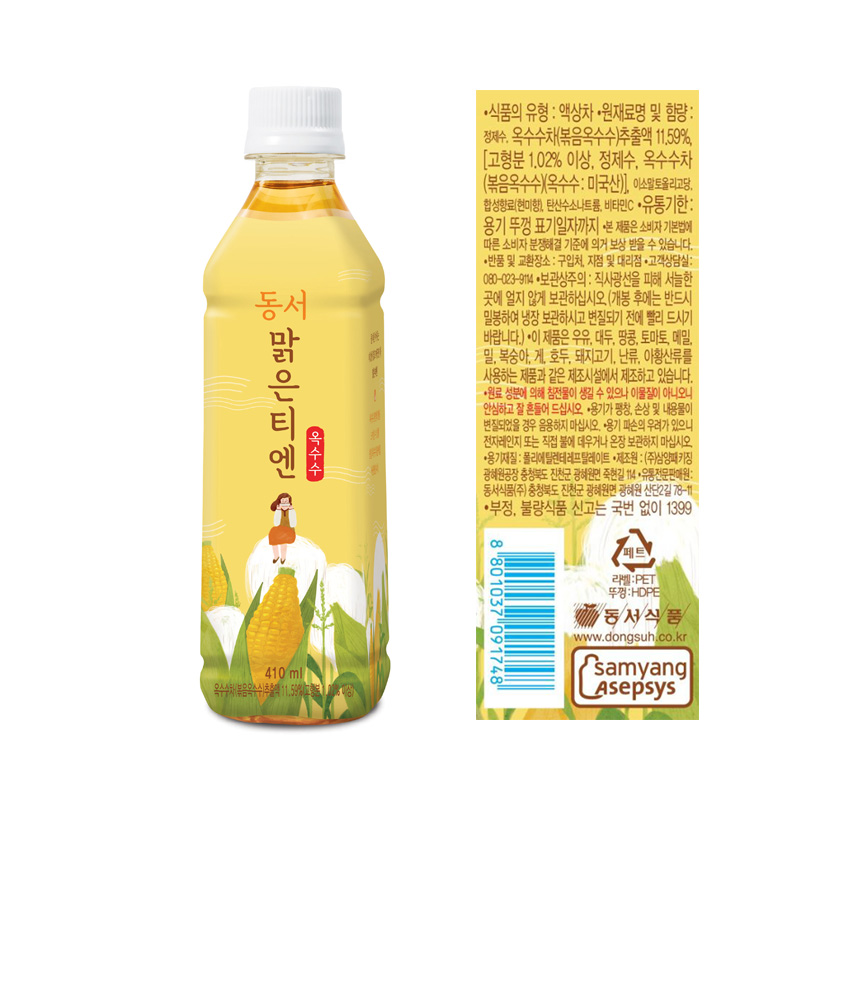 동서
맑은티엔
옥수수
410 ml
옥수수차(볶음옥수수)추출액 11.59%
•식품의 유형 : 액상차 •원재료명 및 함량 :
정제수, 옥수수차(볶음옥수수)추출액 11.59%,
[고형분 1.02% 이상, 정제수, 옥수수차
(볶음옥수수)(옥수수 : 미국산)], 이소말토올리고당,
합성향료(현미향), 탄산수소나트륨, 비타민C •유통기한 :
용기 뚜껑 표기일자까지 •본 제품은 소비자 기본법에
따른 소비자 분쟁해결 기준에 의거 보상 받을 수 있습니다.
•반품 및 교환장소 : 구입처, 지점 및 대리점 •고객상담실 :
080-023-9114 •보관상주의 : 직사광선을 피해 서늘한
곳에 얼지 않게 보관하십시오. (개봉 후에는 반드시
밀봉하여 냉장 보관하시고 변질되기 전에 빨리 드시기
바랍니다.) •이 제품은 우유, 대두, 땅콩, 토마토, 메밀,
밀, 복숭아, 게, 호두, 돼지고기, 난류, 아황산류를
사용하는 제품과 같은 제조시설에서 제조하고 있습니다.
•원료 성분에 의해 침전물이 생길 수 있으나 이물질이 아니오니
안심하고 잘 흔들어 드십시오. •용기가 팽창, 손상 및 내용물이
변질되었을 경우 음용하지 마십시오. •용기 파손의 우려가 있으니
전자레인지 또는 직접 불에 데우거나 온장 보관하지 마십시오.
•용기재질 : 폴리에틸렌테레프탈레이트 •제조원 : (주)삼양패키징
광혜원공장 충청북도 진천군 광혜원면 죽현길 114 •유통전문판매원 :
동서식품(주) 충청북도 진천군 광혜원면 광혜원 산단2길 78-11
•부정, 불량식품 신고는 국번 없이 1399
8 801037 091748
페트
라벨:PET
뚜껑:HDPE
동서식품
www.dongsuh.co.kr
samyang
Asepsys